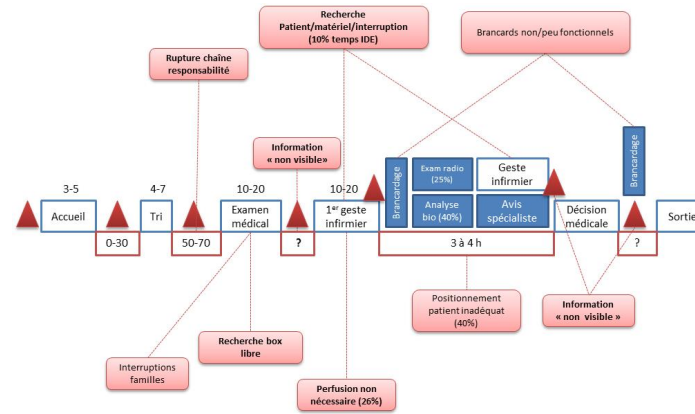 Recherche
Patient/matériel/interruption
(10% temps IDE)
Brancards non/peu fonctionnels
Rupture chaîne
responsabilité
Information
« non visible»
Brancardage
Exam radio
(25%)
Geste
infirmier
Brancardage
3-5
4-7
10-20
10-20
Analyse
bio (40%)
Avis
spécialiste
Accueil
Tri
Examen
médical
1er geste
infirmier
Décision
médicale
Sortie
0-30
50-70
?
3 à 4 h
?
Positionnement
patient inadéquat
(40%)
Information
« non visible »
Recherche box
libre
Interruptions
familles
Perfusion non
nécessaire (26%)